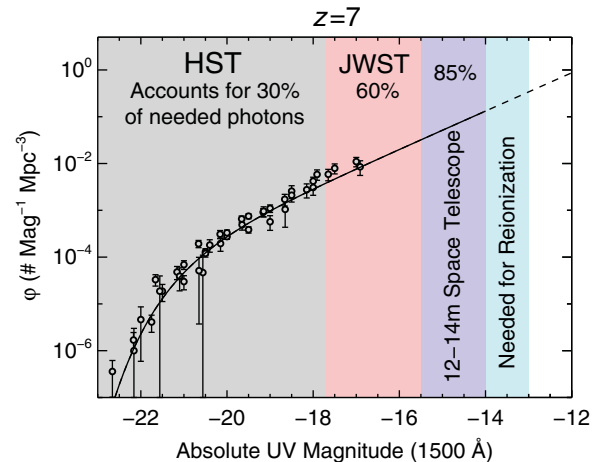 z=7
HST
Accounts for 30%
of needed photons
JWST
60%
85%
12−14m Space Telescope
Needed for Reionization
10⁰
10⁻²
10⁻⁴
10⁻⁶
φ (# Mag⁻¹ Mpc⁻³)
−22 −20 −18 −16 −14 −12
Absolute UV Magnitude (1500 Å)